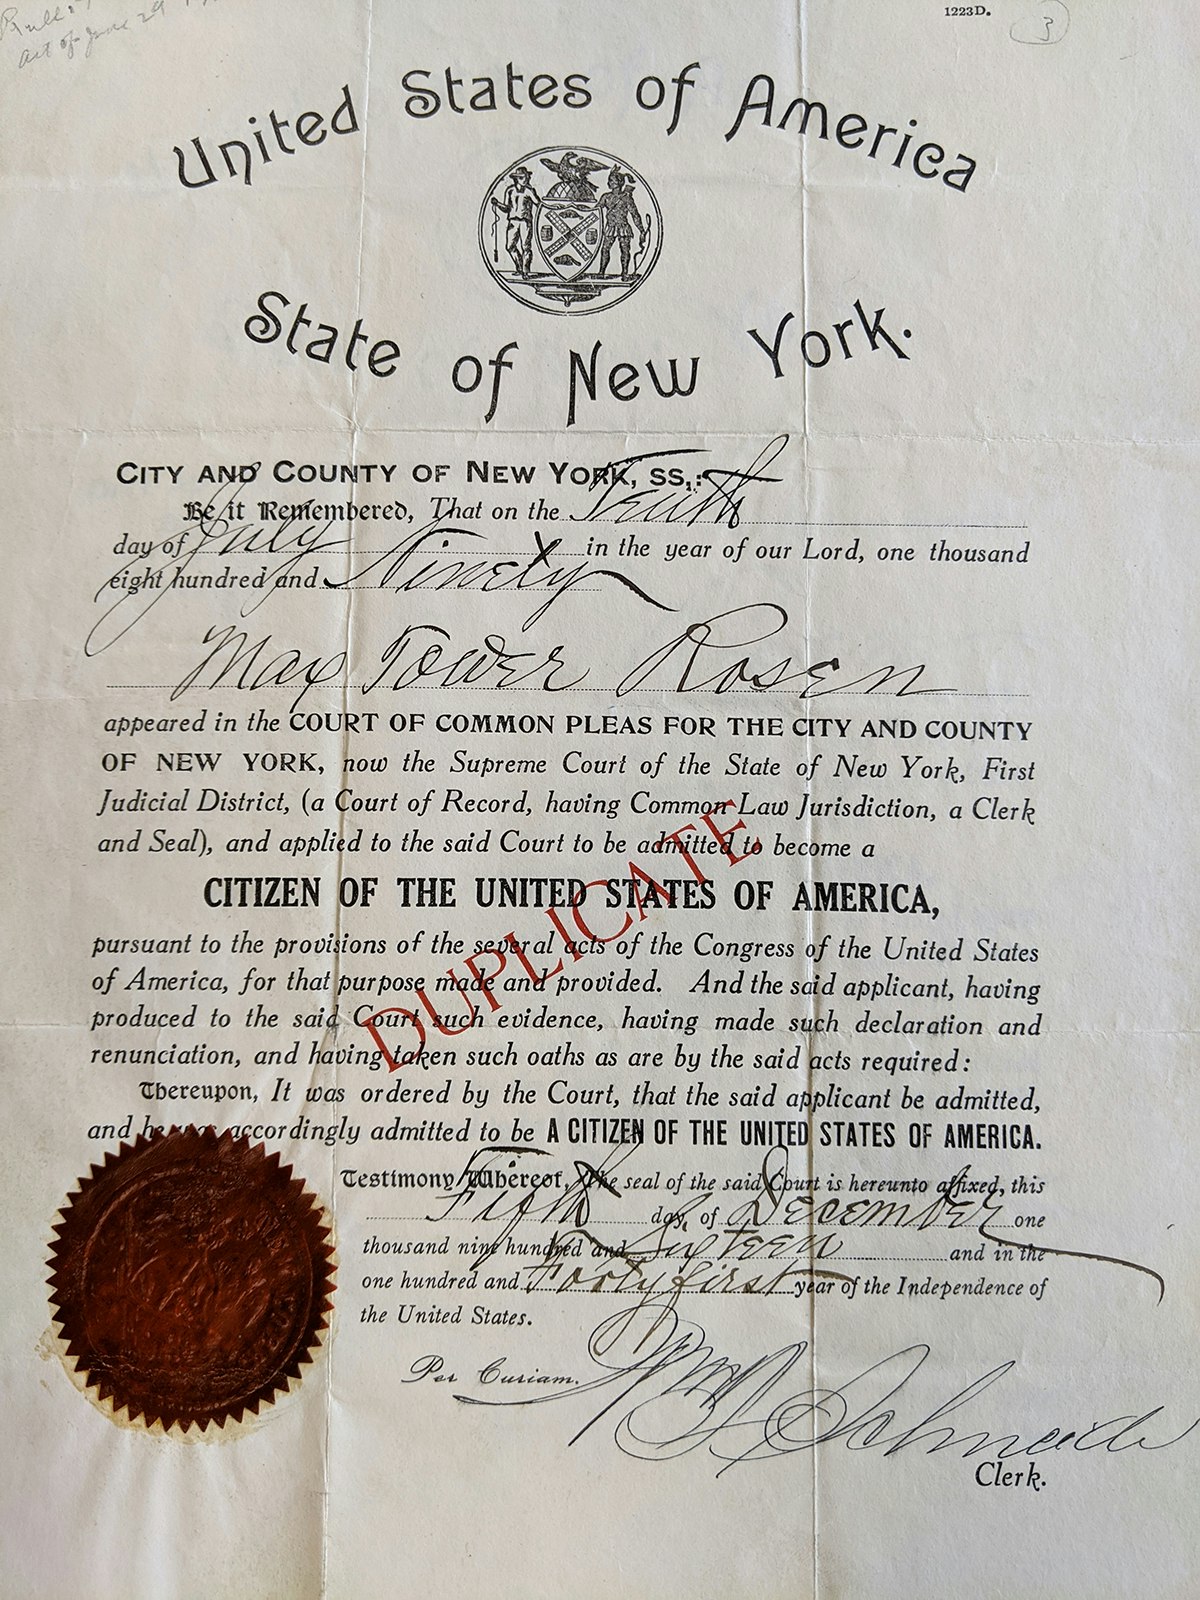 act of June 29
1223D.
3
United States of America
State of New York.
CITY AND COUNTY OF NEW YORK, SS.:
Be it Remembered, That on the Tenth
day of July in the year of our Lord, one thousand
eight hundred and Ninety
Max Tower Rosen
appeared in the COURT OF COMMON PLEAS FOR THE CITY AND COUNTY
OF NEW YORK, now the Supreme Court of the State of New York, First
Judicial District, (a Court of Record, having Common Law Jurisdiction, a Clerk
and Seal), and applied to the said Court to be admitted to become a
CITIZEN OF THE UNITED STATES OF AMERICA,
pursuant to the provisions of the several acts of the Congress of the United States
of America, for that purpose made and provided. And the said applicant, having
produced to the said Court such evidence, having made such declaration and
renunciation, and having taken such oaths as are by the said acts required:
DUPLICATE
Thereupon, It was ordered by the Court, that the said applicant be admitted,
and he was accordingly admitted to be A CITIZEN OF THE UNITED STATES OF AMERICA.
Testimony Whereof, The seal of the said Court is hereunto affixed, this
Fifth day of December one
thousand nine hundred and Sixteen and in the
one hundred and Forty first year of the Independence of
the United States.
Per Curiam.
Wm F Schneider
Clerk.